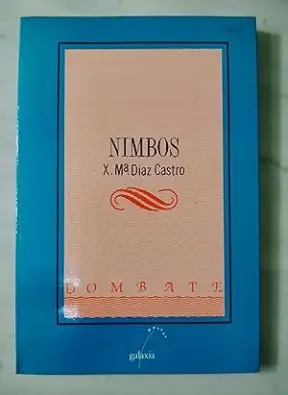 NIMBOS
X. Mª Díaz Castro
DOMBATE
galaxia